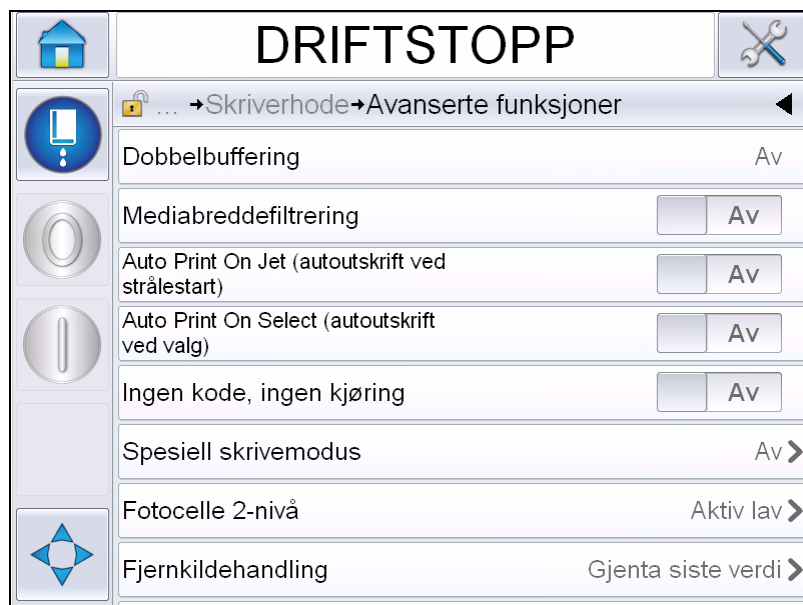 DRIFTSTOPP
... →Skriverhode→Avanserte funksjoner
Dobbelbuffering Av
Mediabreddefiltrering Av
Auto Print On Jet (autoutskrift ved
strålestart) Av
Auto Print On Select (autoutskrift
ved valg) Av
Ingen kode, ingen kjøring Av
Spesiell skrivemodus Av
Fotocelle 2-nivå Aktiv lav
Fjernkildehandling Gjenta siste verdi